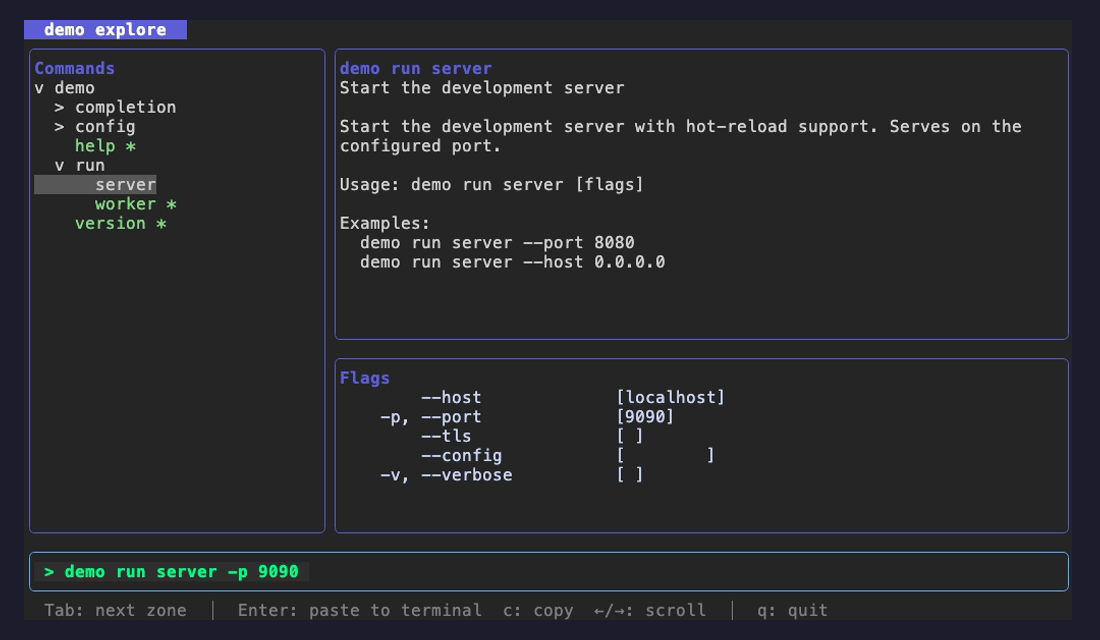 demo explore
Commands
v demo
> completion
> config
help *
v run
server
worker *
version *
demo run server
Start the development server
Start the development server with hot-reload support. Serves on the
configured port.
Usage: demo run server [flags]
Examples:
demo run server --port 8080
demo run server --host 0.0.0.0
Flags
--host [localhost]
-p, --port [9090]
--tls [ ]
--config [        ]
-v, --verbose [ ]
> demo run server -p 9090
Tab: next zone │ Enter: paste to terminal c: copy ←/→: scroll │ q: quit